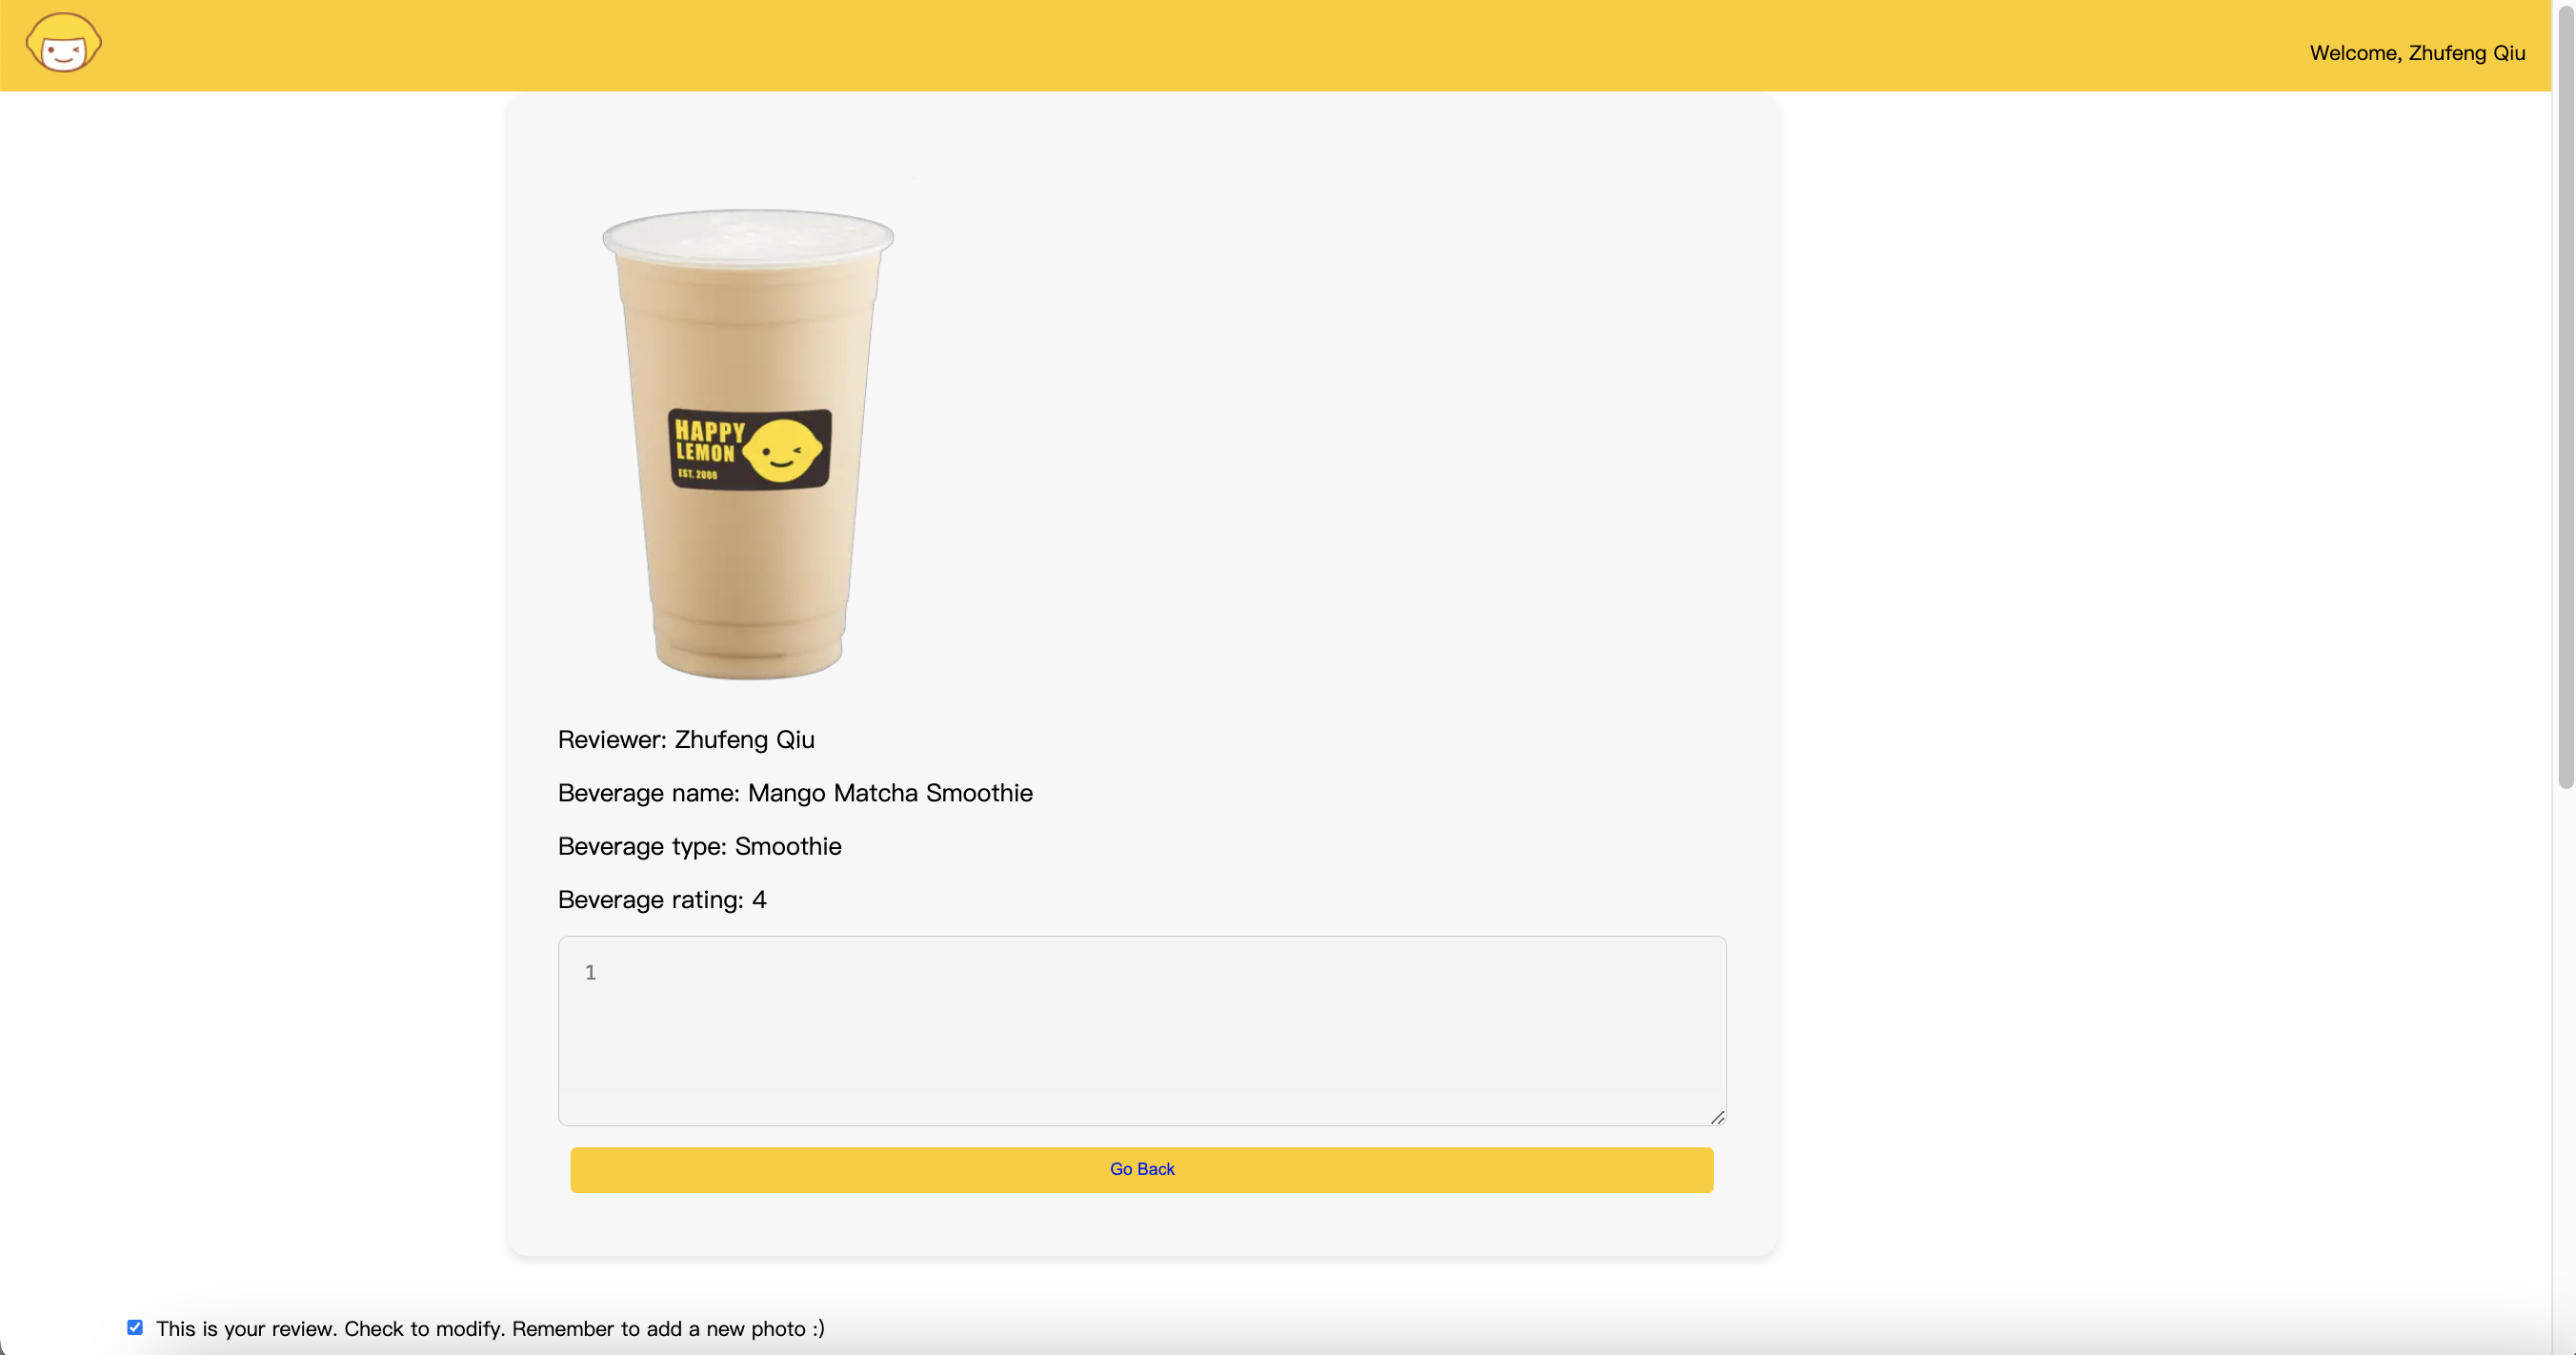 Welcome, Zhufeng Qiu
HAPPY
LEMON
EST. 2006
Reviewer: Zhufeng Qiu
Beverage name: Mango Matcha Smoothie
Beverage type: Smoothie
Beverage rating: 4
1
Go Back
This is your review. Check to modify. Remember to add a new photo :)